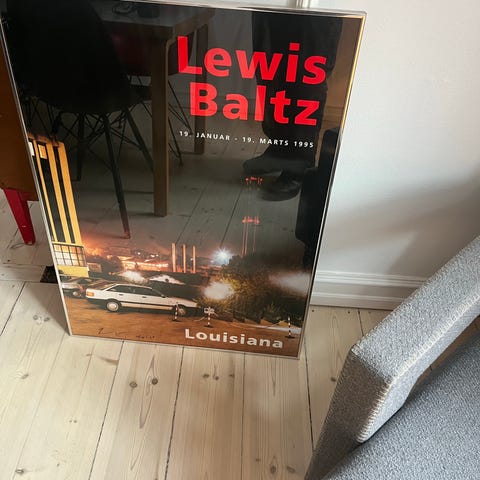 Lewis
Baltz
19. JANUAR - 19. MARTS 1995
Louisiana